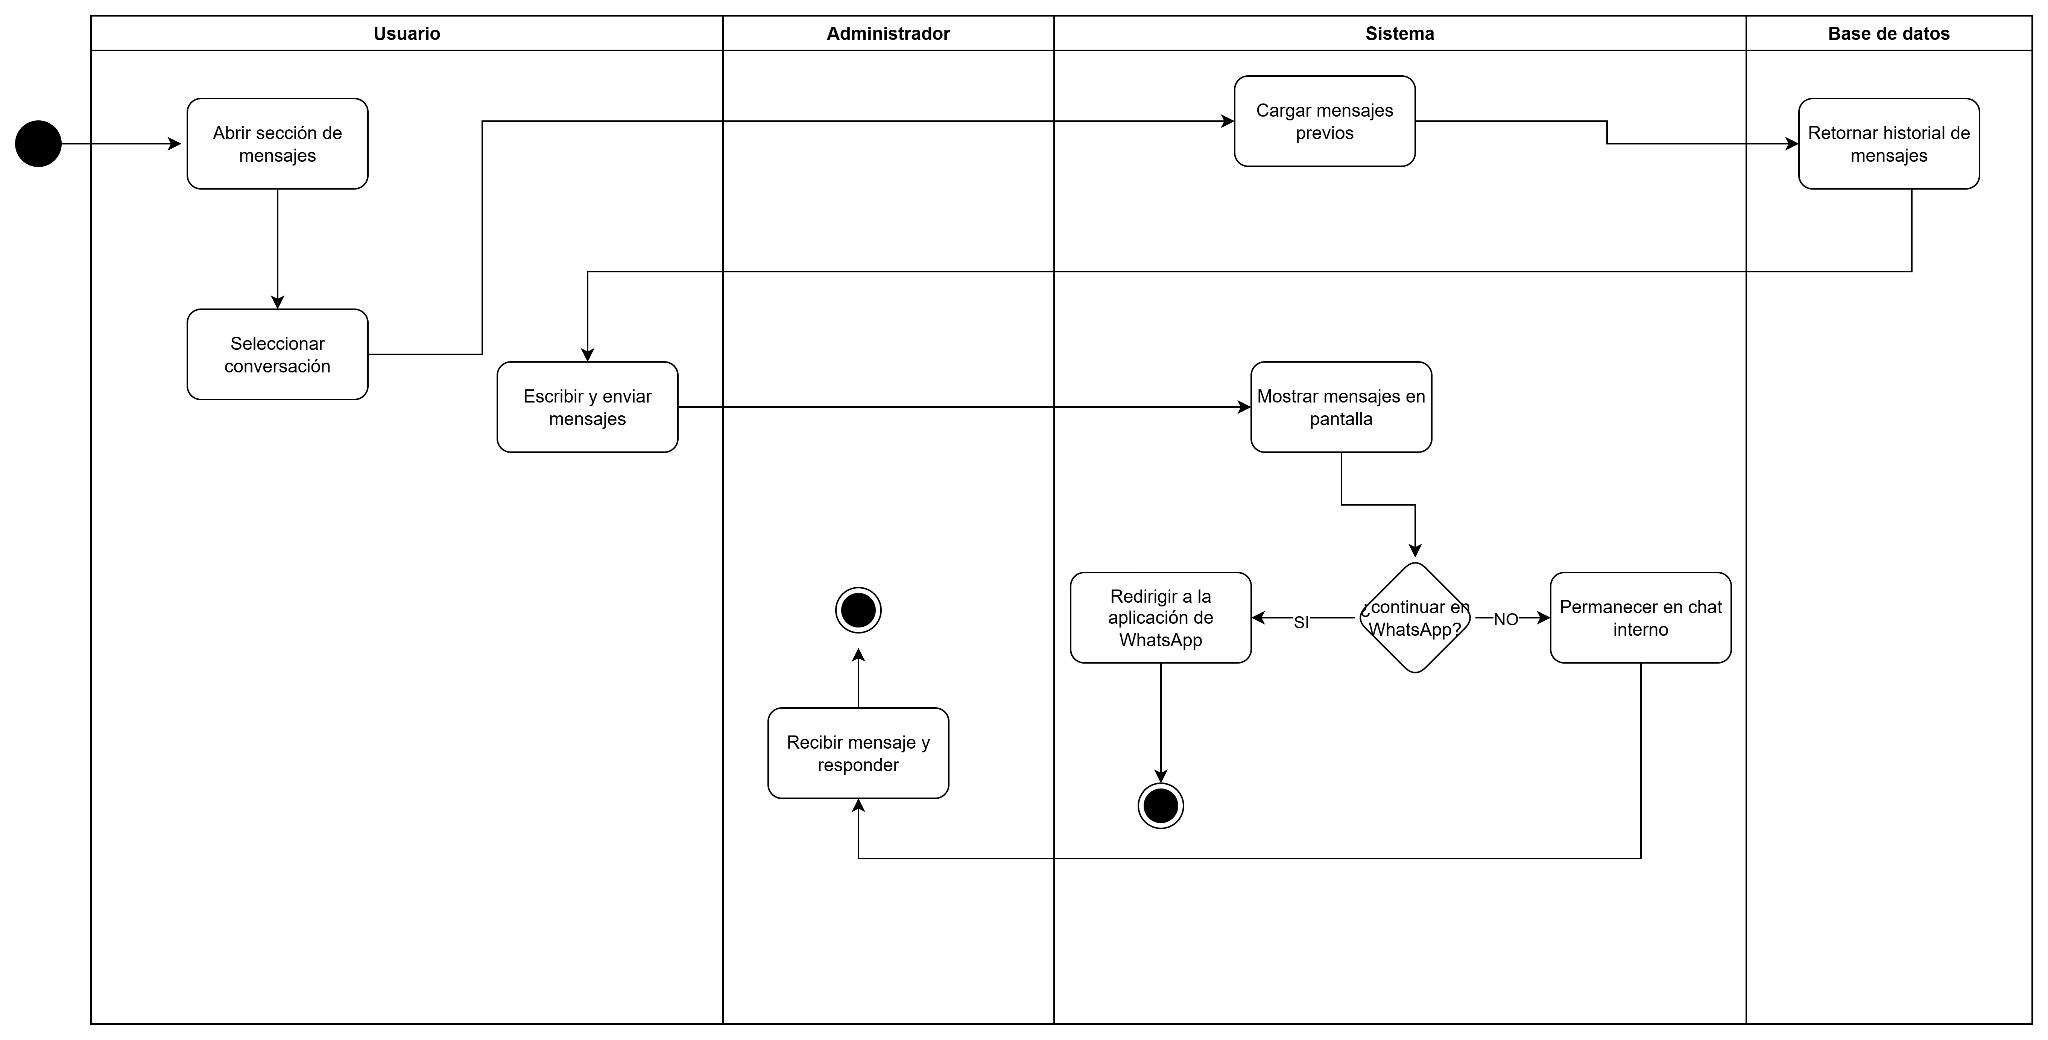 Usuario
Administrador
Sistema
Base de datos
Abrir sección de
mensajes
Cargar mensajes
previos
Retornar historial de
mensajes
Seleccionar
conversación
Escribir y enviar
mensajes
Mostrar mensajes en
pantalla
Redirigir a la
aplicación de
WhatsApp
SI
¿continuar en
WhatsApp?
NO
Permanecer en chat
interno
Recibir mensaje y
responder